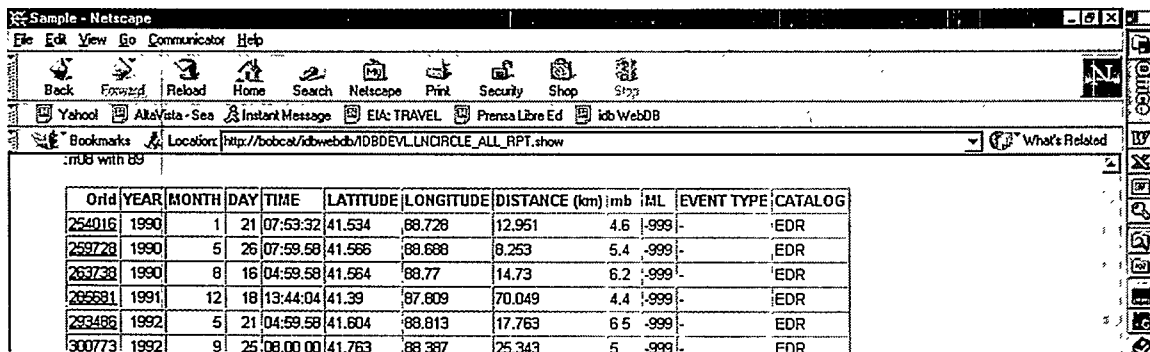 Sample - Netscape
File Edit View Go Communicator Help
Back Forward Reload Home Search Netscape Print Security Shop Stop
Yahool AltaVista - Sea Instant Message EIA: TRAVEL Prensa Libre Ed idb WebDB
Bookmarks Location: http://bobcat/idbwebdb/IDBDEVL.LNCIRCLE_ALL_RPT.show What's Related
with 89
Orid YEAR MONTH DAY TIME LATITUDE LONGITUDE DISTANCE (km) mb ML EVENT TYPE CATALOG
254016 1990 1 21 07:53:32 41.534 88.728 12.951 4.6 -999 - EDR
259728 1990 5 26 07:59.58 41.566 88.688 8.253 5.4 -999 - EDR
263738 1990 8 16 04:59.58 41.564 88.77 14.73 6.2 -999 - EDR
285681 1991 12 18 13:44:04 41.39 87.809 70.049 4.4 -999 - EDR
293486 1992 5 21 04:59.58 41.604 88.813 17.763 6 5 -999 - EDR
300773 1992 9 25 08.00 00 41.763 88.387 25.343 5 -999 - EDR
Office